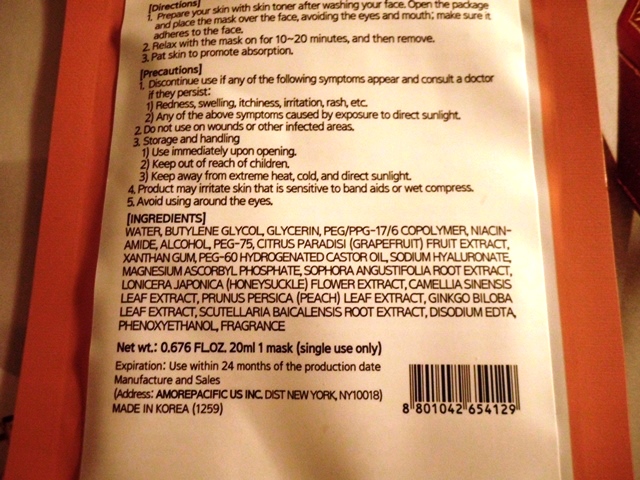 [Directions]
1. Prepare your skin with skin toner after washing your face. Open the package
and place the mask over the face, avoiding the eyes and mouth; make sure it
adheres to the face.
2. Relax with the mask on for 10~20 minutes, and then remove.
3. Pat skin to promote absorption.
[Precautions]
1. Discontinue use if any of the following symptoms appear and consult a doctor
if they persist:
1) Redness, swelling, itchiness, irritation, rash, etc.
2) Any of the above symptoms caused by exposure to direct sunlight.
2. Do not use on wounds or other infected areas.
3. Storage and handling
1) Use immediately upon opening.
2) Keep out of reach of children.
3) Keep away from extreme heat, cold, and direct sunlight.
4. Product may irritate skin that is sensitive to band aids or wet compress.
5. Avoid using around the eyes.
[INGREDIENTS]
WATER, BUTYLENE GLYCOL, GLYCERIN, PEG/PPG-17/6 COPOLYMER, NIACIN-
AMIDE, ALCOHOL, PEG-75, CITRUS PARADISI (GRAPEFRUIT) FRUIT EXTRACT,
XANTHAN GUM, PEG-60 HYDROGENATED CASTOR OIL, SODIUM HYALURONATE,
MAGNESIUM ASCORBYL PHOSPHATE, SOPHORA ANGUSTIFOLIA ROOT EXTRACT,
LONICERA JAPONICA (HONEYSUCKLE) FLOWER EXTRACT, CAMELLIA SINENSIS
LEAF EXTRACT, PRUNUS PERSICA (PEACH) LEAF EXTRACT, GINKGO BILOBA
LEAF EXTRACT, SCUTELLARIA BAICALENSIS ROOT EXTRACT, DISODIUM EDTA,
PHENOXYETHANOL, FRAGRANCE
Net wt.: 0.676 FL.OZ. 20ml 1 mask (single use only)
Expiration: Use within 24 months of the production date
Manufacture and Sales
(Address: AMOREPACIFIC US INC. DIST NEW YORK, NY10018)
MADE IN KOREA (1259)
8 801042 654129